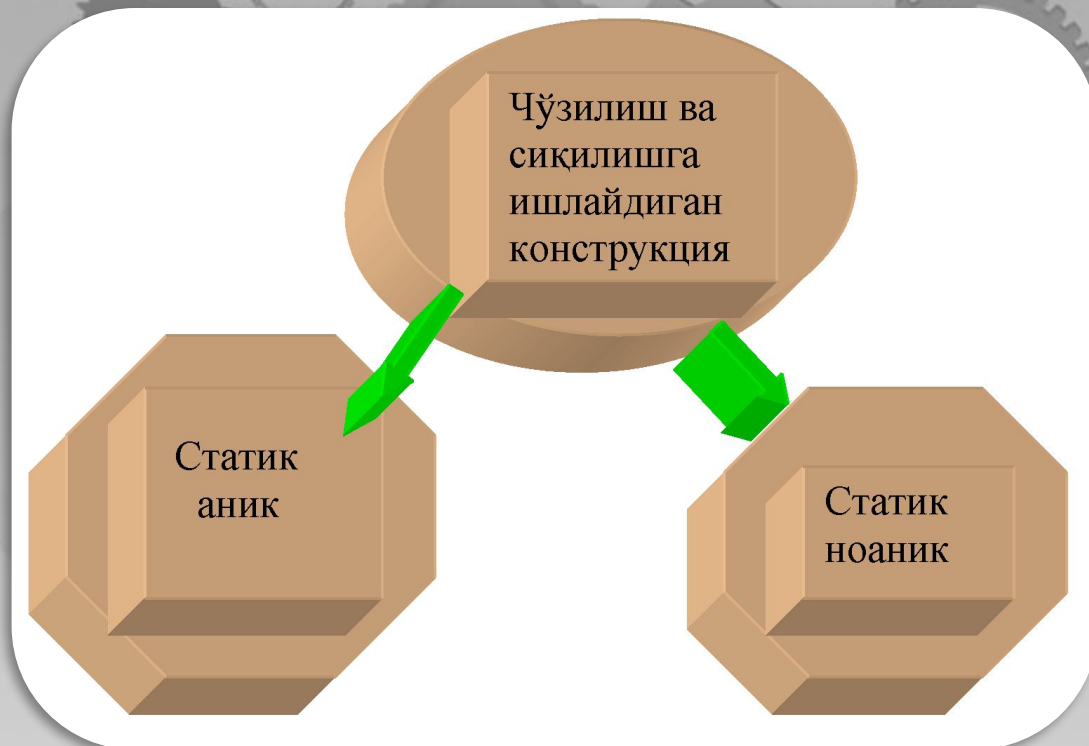 Чўзилиш ва
сиқилишга
ишлайдиган
конструкция
Статик
аник
Статик
ноаник